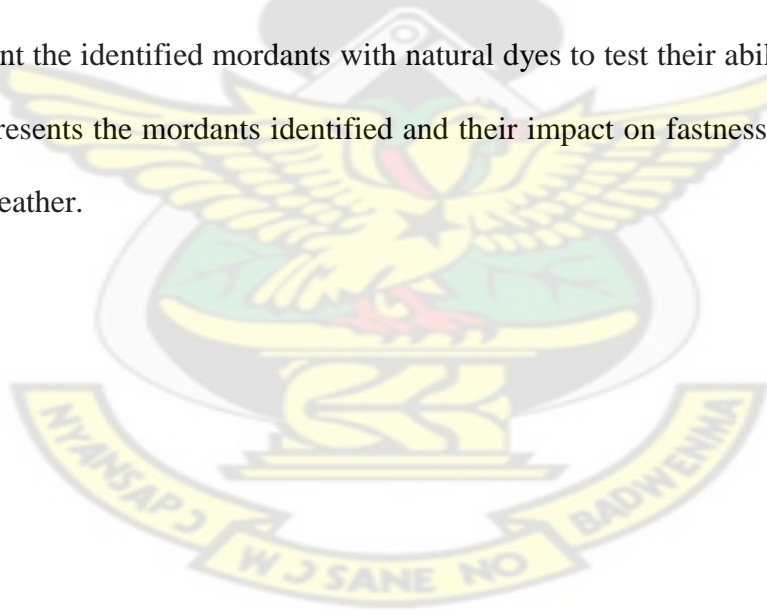 nt the identified mordants with natural dyes to test their abil
resents the mordants identified and their impact on fastness
eather.
NYANSAPƆ WƆSANE NO BADWENMA